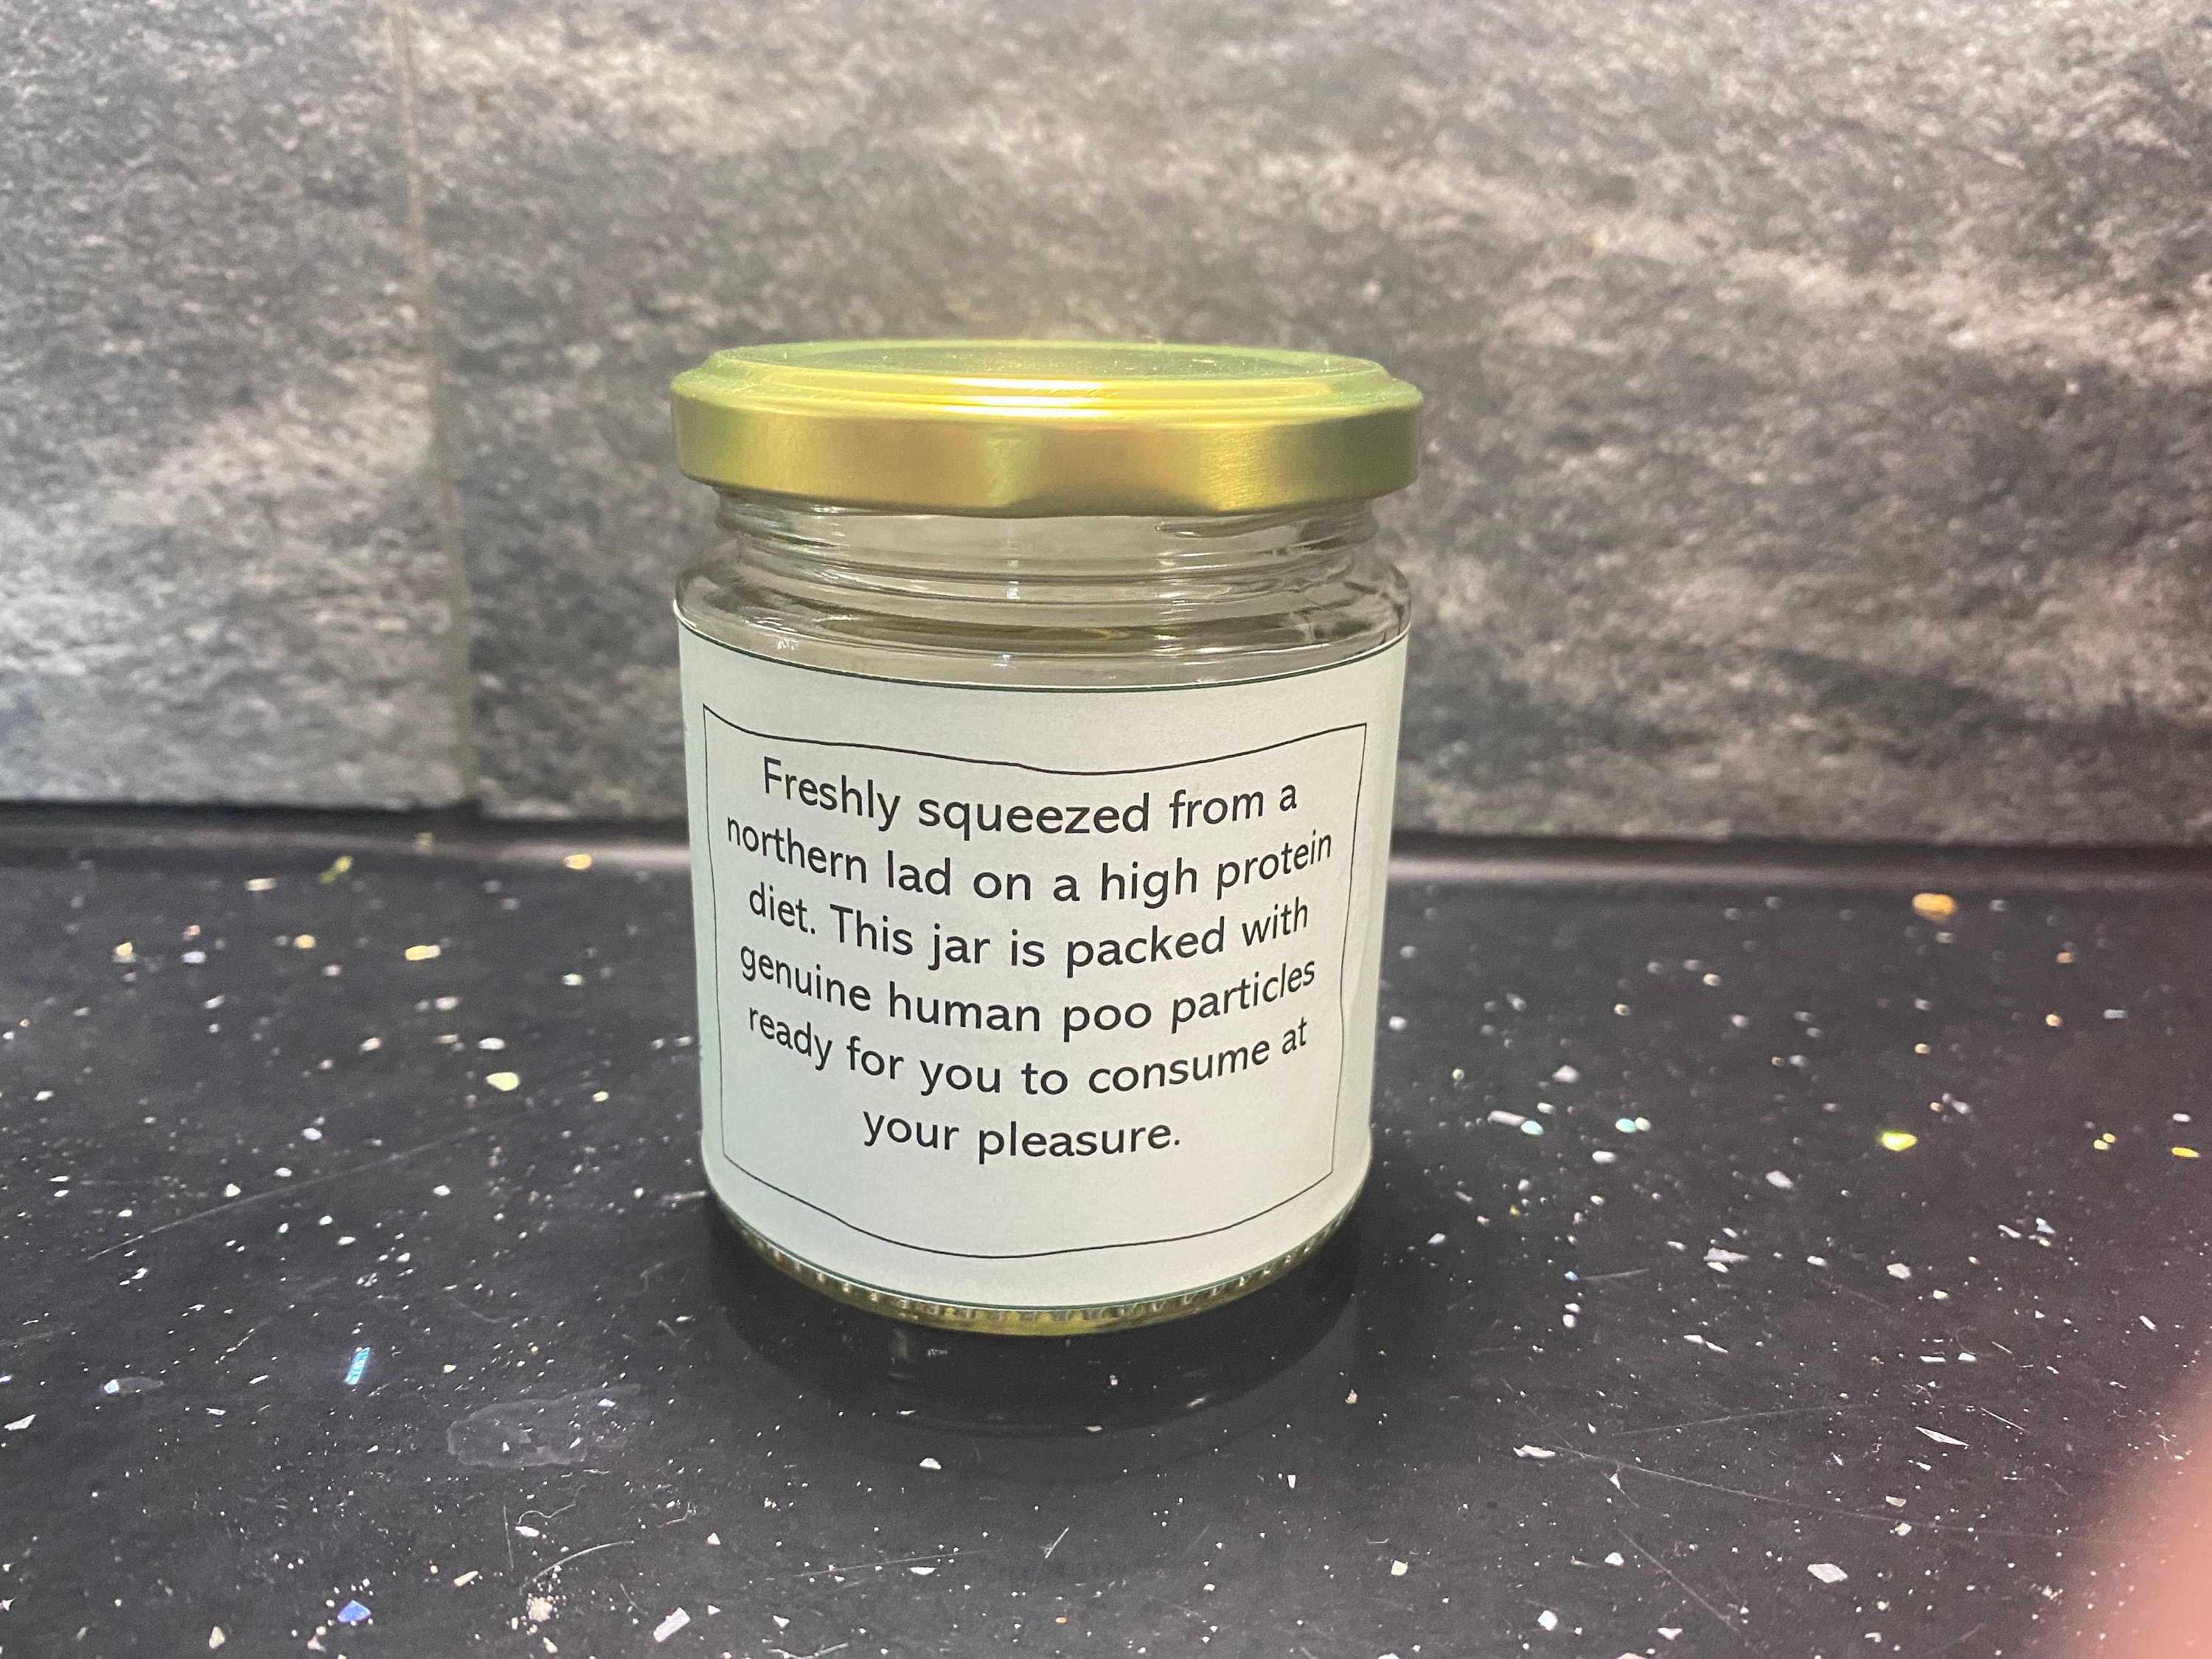 Freshly squeezed from a
northern lad on a high protein
diet. This jar is packed with
genuine human poo particles
ready for you to consume at
your pleasure.